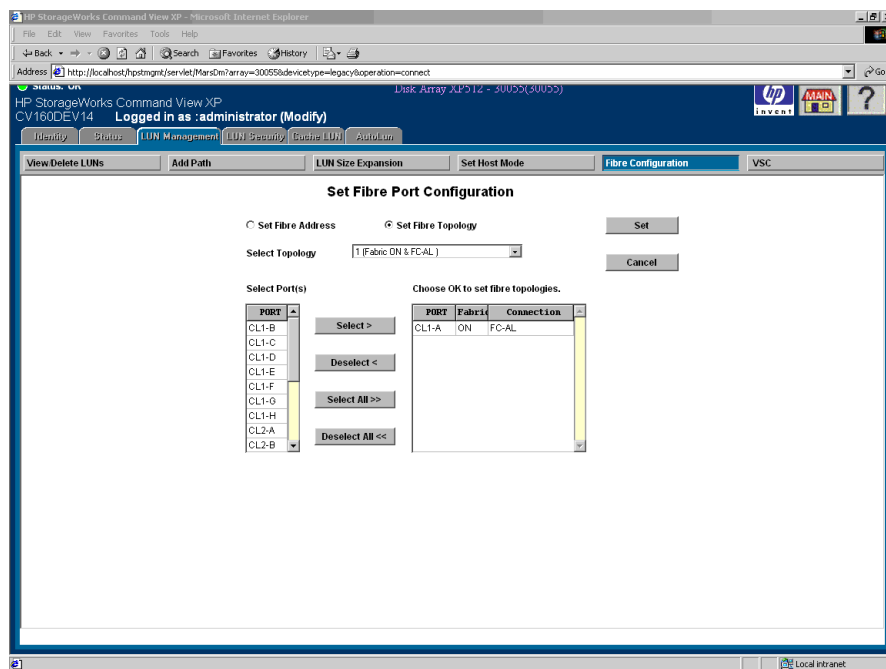 HP StorageWorks Command View XP - Microsoft Internet Explorer
File Edit View Favorites Tools Help
Back Search Favorites History
Address http://localhost/hpstmgmt/servlet/MarsDm?array=30055&devicetype=legacy&operation=connect Go
Status: OK Disk Array XP512 - 30055(30055)
HP StorageWorks Command View XP
CV160DEV14 Logged in as :administrator (Modify)
hp invent MAIN ?
Identity Status LUN Management LUN Security Cache LUN AutoLun
View/Delete LUNs Add Path LUN Size Expansion Set Host Mode Fibre Configuration VSC
Set Fibre Port Configuration
Set Fibre Address Set Fibre Topology Set
Select Topology 1 (Fabric ON & FC-AL ) Cancel
Select Port(s) Choose OK to set fibre topologies.
PORT
CL1-B
CL1-C
CL1-D
CL1-E
CL1-F
CL1-G
CL1-H
CL2-A
CL2-B
Select >
Deselect <
Select All >>
Deselect All <<
PORT Fabric Connection
CL1-A ON FC-AL
Local intranet